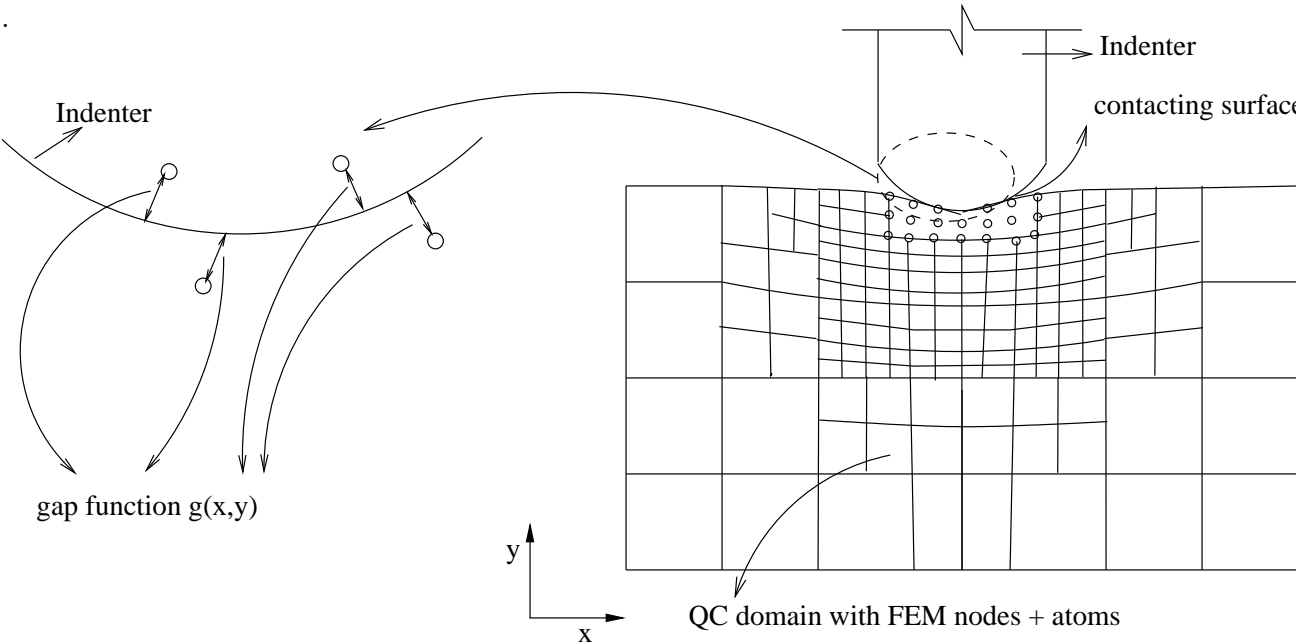 .
Indenter
Indenter
contacting surface
gap function g(x,y)
y
x
QC domain with FEM nodes + atoms